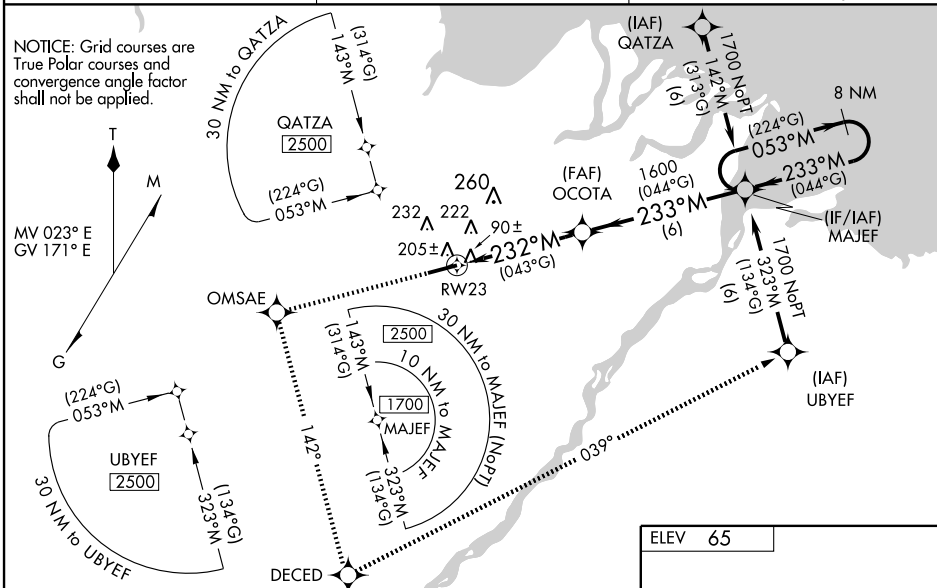 NOTICE: Grid courses are
True Polar courses and
convergence angle factor
shall not be applied.
T
M
MV 023° E
GV 171° E
G
30 NM to QATZA
(314°G)
143°M
QATZA
2500
(224°G)
053°M
(IAF)
QATZA
1700 NoPT
142°M
(313°G)
(6)
8 NM
(224°G)
053°M
233°M
(044°G)
(IF/IAF)
MAJEF
(FAF)
OCOTA
1600
(044°G)
233°M
(6)
260
232
222
205±
90±
232°M
(043°G)
RW23
OMSAE
1700 NoPT
323°M
(134°G)
(6)
(IAF)
UBYEF
30 NM to MAJEF (NoPT)
2500
143°M
(314°G)
10 NM to MAJEF
1700
MAJEF
323°M
(134°G)
142°
039°
DECED
(224°G)
053°M
UBYEF
2500
(134°G)
323°M
30 NM to UBYEF
ELEV 65